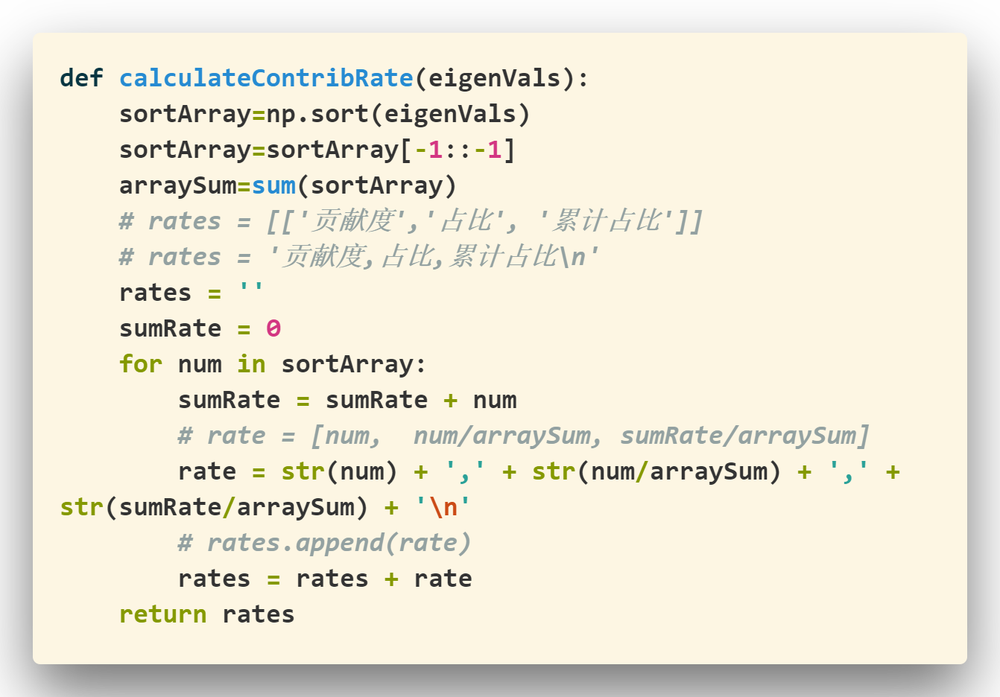 def calculateContribRate(eigenVals):
    sortArray=np.sort(eigenVals)
    sortArray=sortArray[-1::-1]
    arraySum=sum(sortArray)
    # rates = [['贡献度','占比', '累计占比']]
    # rates = '贡献度,占比,累计占比\n'
    rates = ''
    sumRate = 0
    for num in sortArray:
        sumRate = sumRate + num
        # rate = [num,  num/arraySum, sumRate/arraySum]
        rate = str(num) + ',' + str(num/arraySum) + ',' +
str(sumRate/arraySum) + '\n'
        # rates.append(rate)
        rates = rates + rate
    return rates